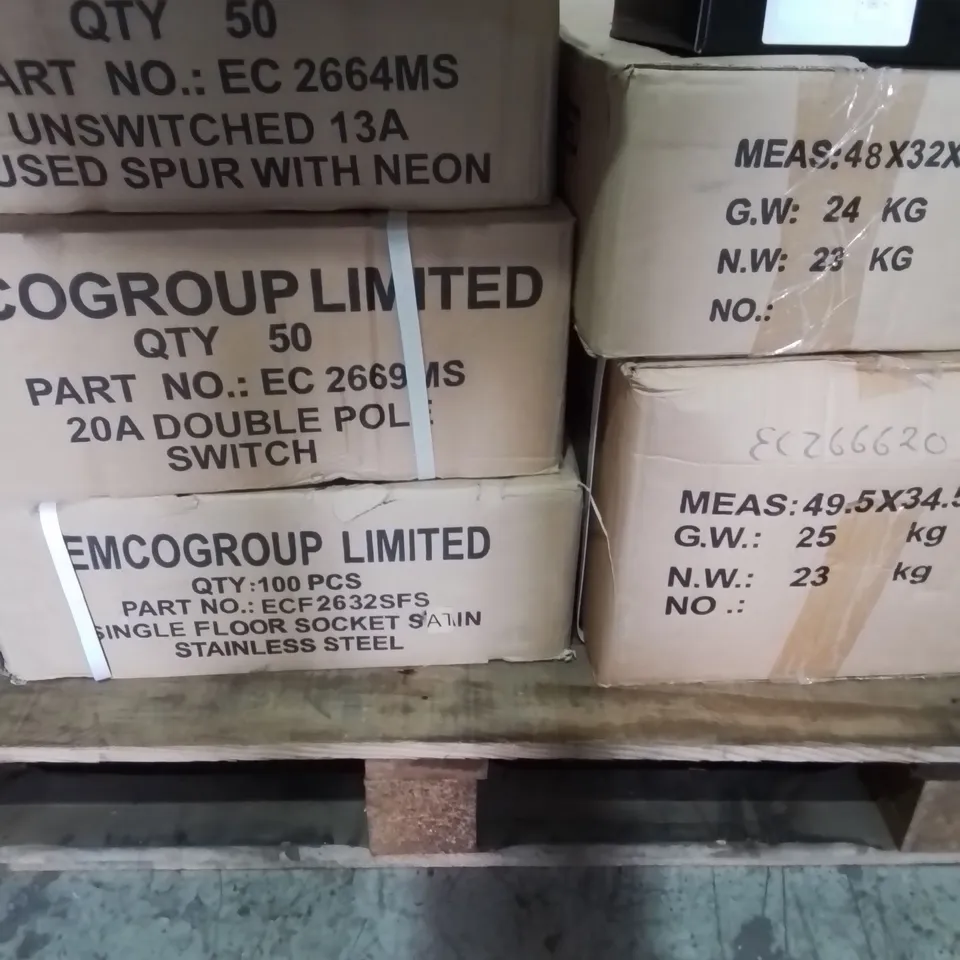 QTY 50
ART NO.: EC 2664MS
UNSWITCHED 13A
USED SPUR WITH NEON
COGROUP LIMITED
QTY 50
PART NO.: EC 2669MS
20A DOUBLE POLE
SWITCH
EMCOGROUP LIMITED
QTY:100 PCS
PART NO.: ECF2632SFS
SINGLE FLOOR SOCKET SATIN
STAINLESS STEEL
MEAS:48X32X
G.W: 24 KG
N.W: 23 KG
NO.:
EC266620
MEAS:49.5X34.5
G.W.: 25 kg
N.W.: 23 kg
NO .: